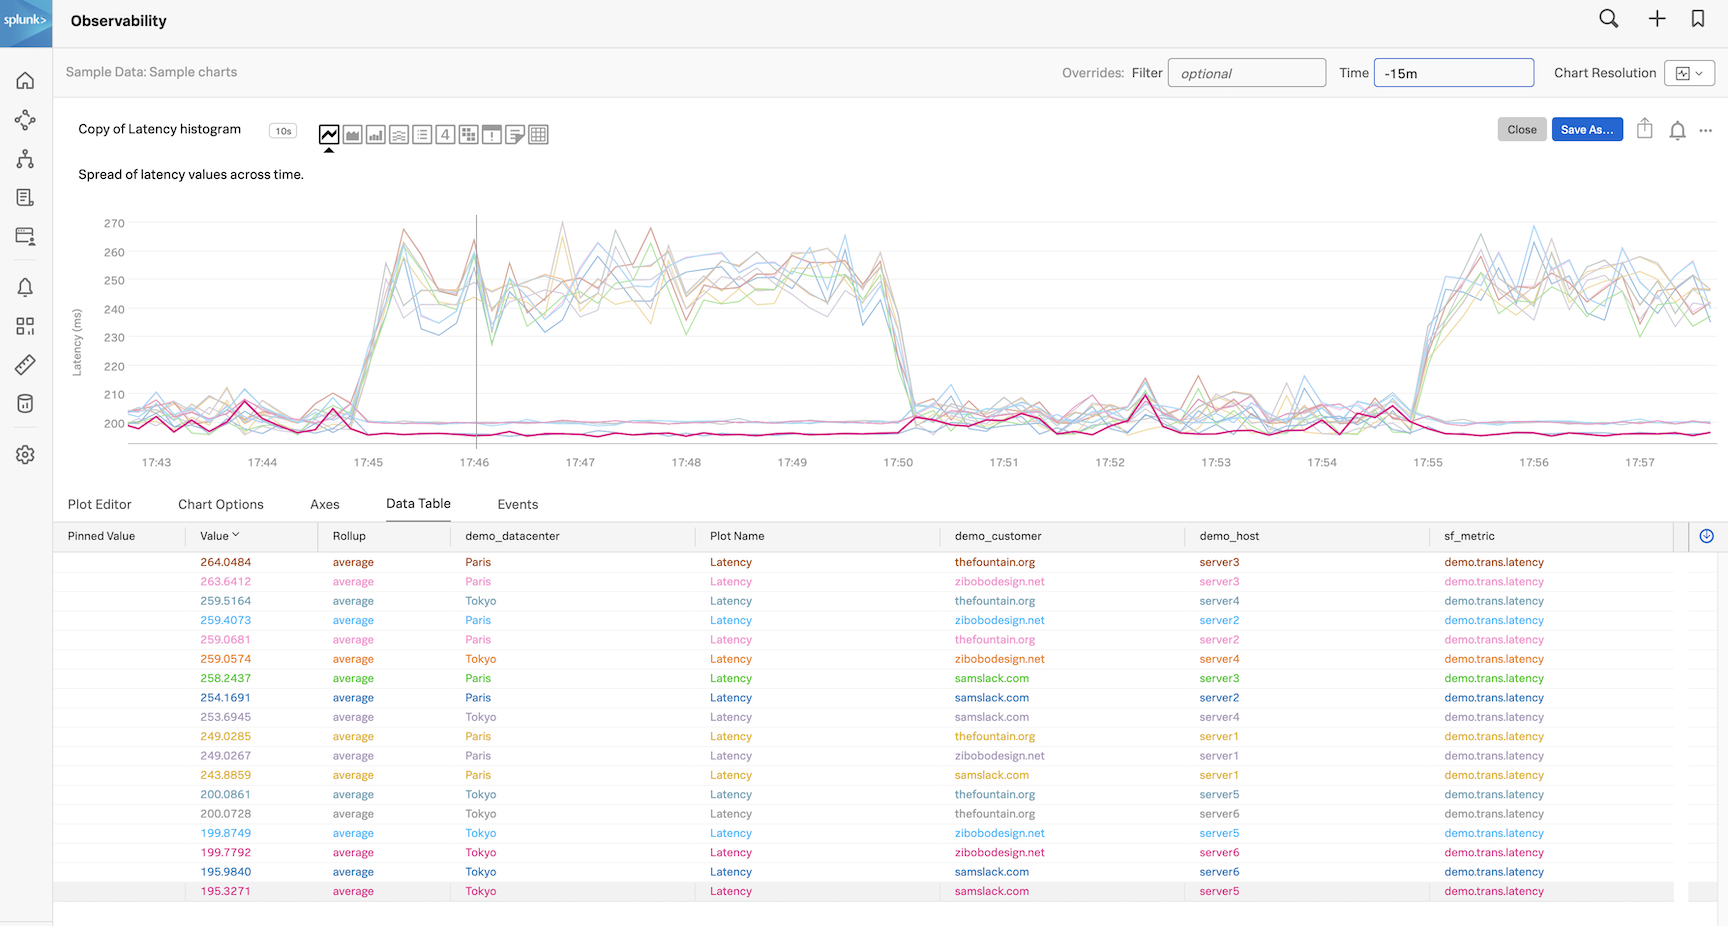 splunk>
Observability
Sample Data: Sample charts
Overrides: Filter optional Time -15m Chart Resolution
Copy of Latency histogram 10s 4 Close Save As...
Spread of latency values across time.
Latency (ms)
270
260
250
240
230
220
210
200
17:43 17:44 17:45 17:46 17:47 17:48 17:49 17:50 17:51 17:52 17:53 17:54 17:55 17:56 17:57
Plot Editor Chart Options Axes Data Table Events
Pinned Value Value Rollup demo_datacenter Plot Name demo_customer demo_host sf_metric
264.0484 average Paris Latency thefountain.org server3 demo.trans.latency
263.6412 average Paris Latency zibobodesign.net server3 demo.trans.latency
259.5164 average Tokyo Latency thefountain.org server4 demo.trans.latency
259.4073 average Paris Latency zibobodesign.net server2 demo.trans.latency
259.0681 average Paris Latency thefountain.org server2 demo.trans.latency
259.0574 average Tokyo Latency zibobodesign.net server4 demo.trans.latency
258.2437 average Paris Latency samslack.com server3 demo.trans.latency
254.1691 average Paris Latency samslack.com server2 demo.trans.latency
253.6945 average Tokyo Latency samslack.com server4 demo.trans.latency
249.0285 average Paris Latency thefountain.org server1 demo.trans.latency
249.0267 average Paris Latency zibobodesign.net server1 demo.trans.latency
243.8859 average Paris Latency samslack.com server1 demo.trans.latency
200.0861 average Tokyo Latency thefountain.org server5 demo.trans.latency
200.0728 average Tokyo Latency thefountain.org server6 demo.trans.latency
199.8749 average Tokyo Latency zibobodesign.net server5 demo.trans.latency
199.7792 average Tokyo Latency zibobodesign.net server6 demo.trans.latency
195.9840 average Tokyo Latency samslack.com server6 demo.trans.latency
195.3271 average Tokyo Latency samslack.com server5 demo.trans.latency